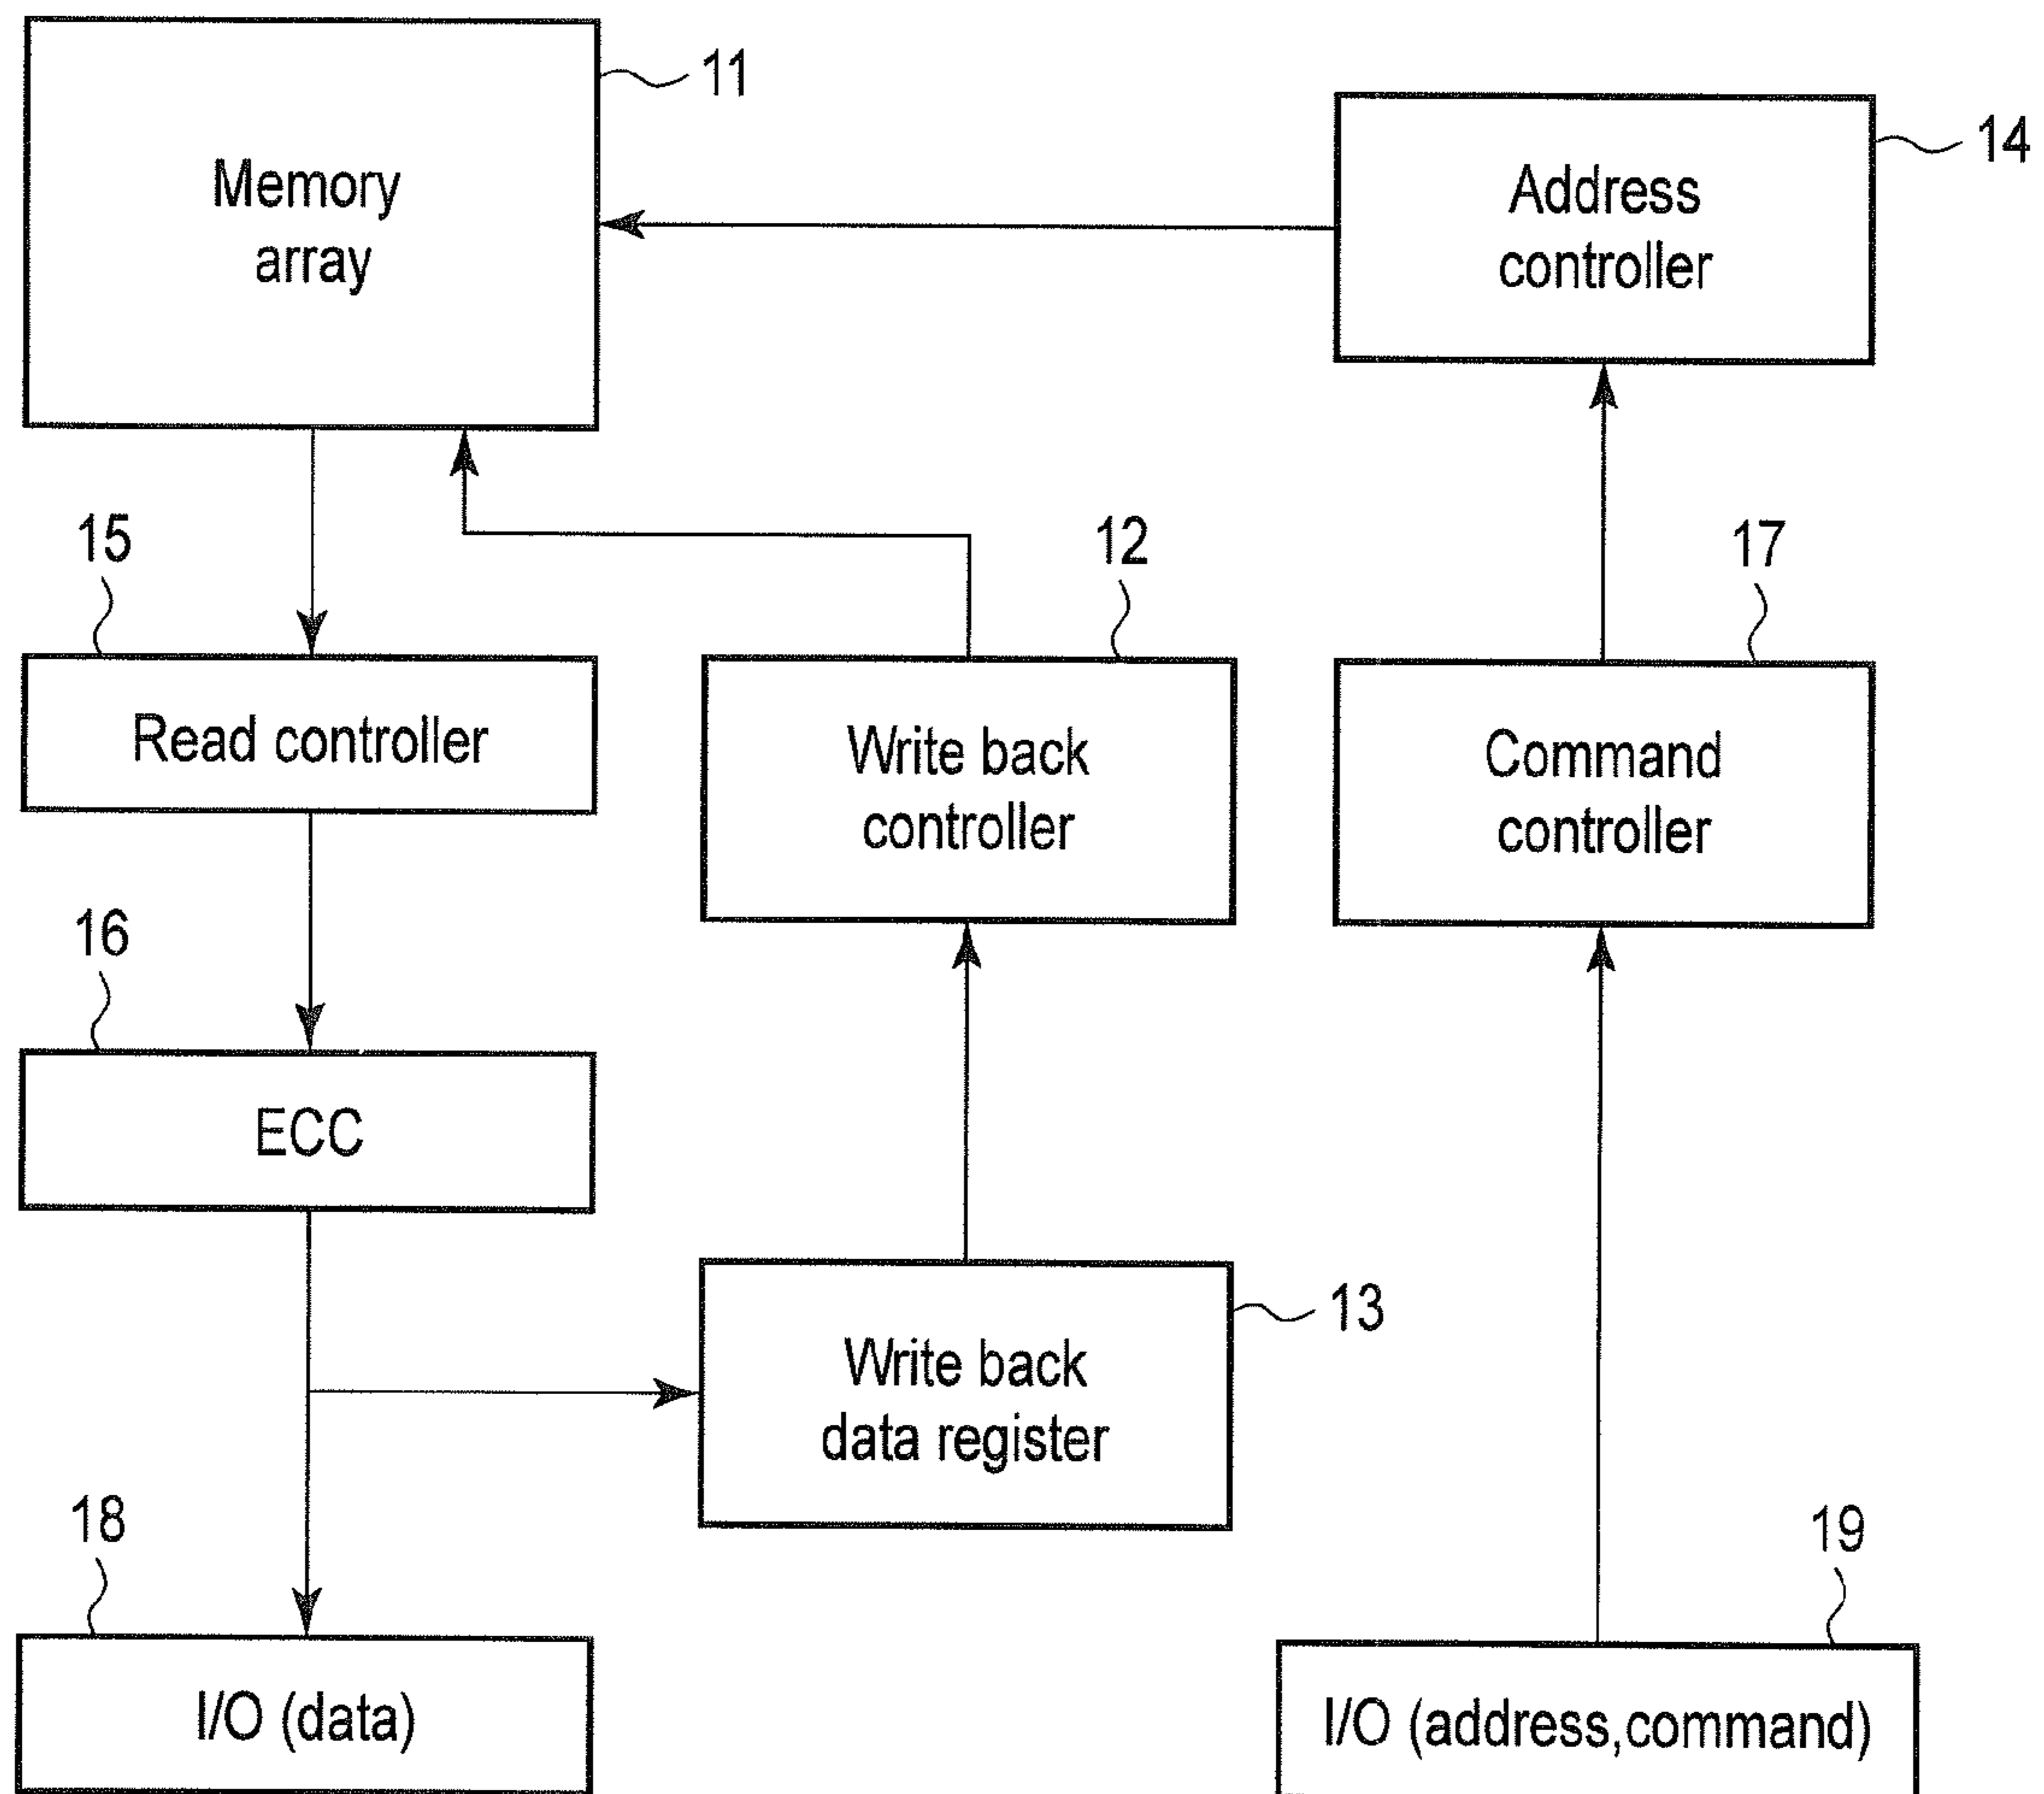 11
Memory
array
14
Address
controller
15
Read controller
12
Write back
controller
17
Command
controller
16
ECC
13
Write back
data register
18
I/O (data)
19
I/O (address,command)